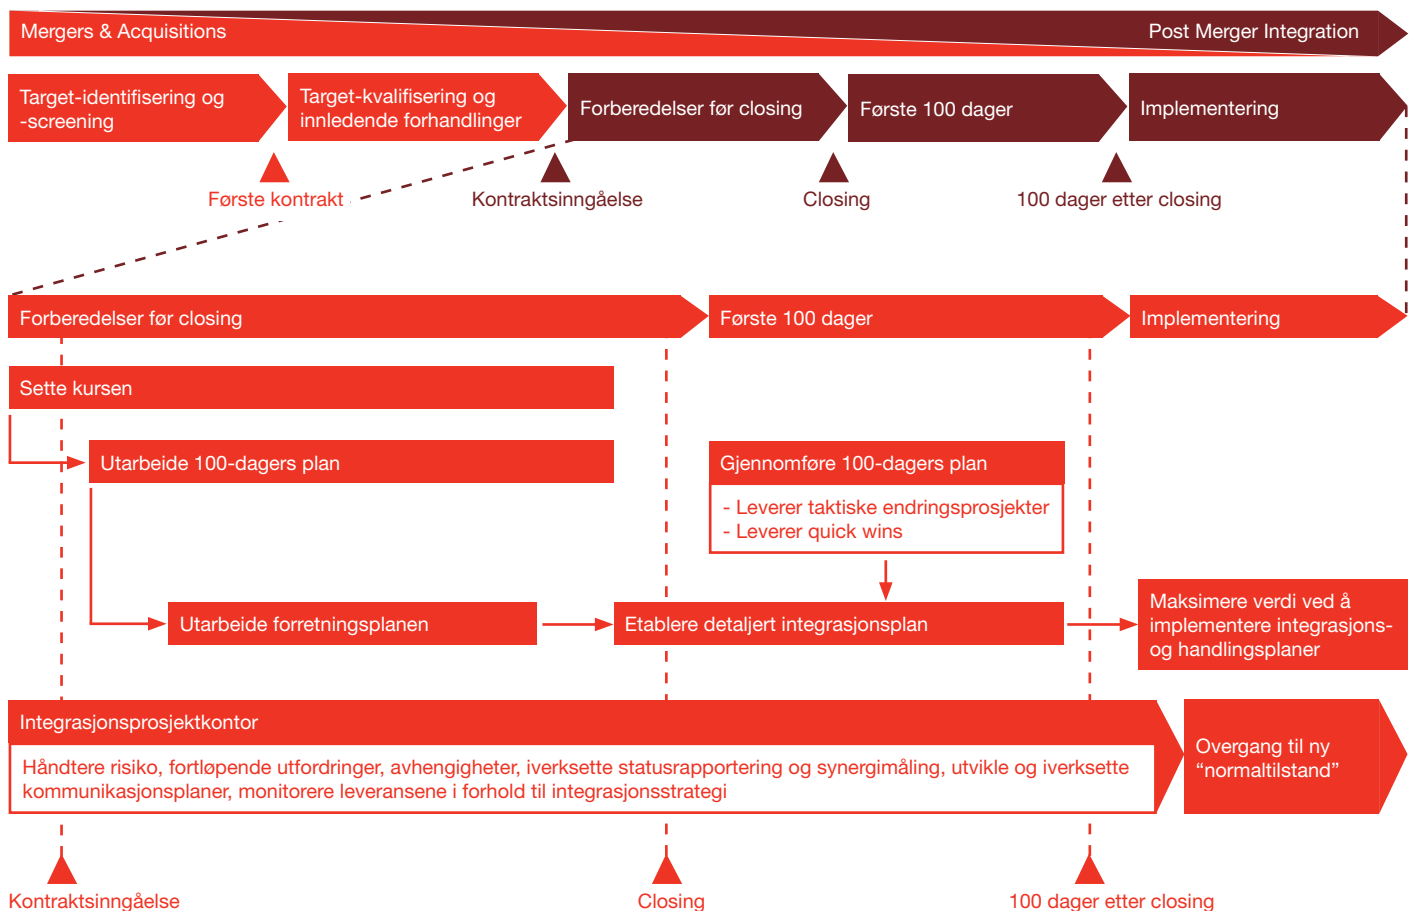 Mergers & Acquisitions
Post Merger Integration
Target-identifisering og
-screening
Target-kvalifisering og
innledende forhandlinger
Forberedelser før closing
Første 100 dager
Implementering
Første kontrakt
Kontraktsinngåelse
Closing
100 dager etter closing
Forberedelser før closing
Første 100 dager
Implementering
Sette kursen
Utarbeide 100-dagers plan
Gjennomføre 100-dagers plan
- Leverer taktiske endringsprosjekter
- Leverer quick wins
Utarbeide forretningsplanen
Etablere detaljert integrasjonsplan
Maksimere verdi ved å
implementere integrasjons-
og handlingsplaner
Integrasjonsprosjektkontor
Håndtere risiko, fortløpende utfordringer, avhengigheter, iverksette statusrapportering og synergimåling, utvikle og iverksette
kommunikasjonsplaner, monitorere leveransene i forhold til integrasjonsstrategi
Overgang til ny
“normaltilstand”
Kontraktsinngåelse
Closing
100 dager etter closing